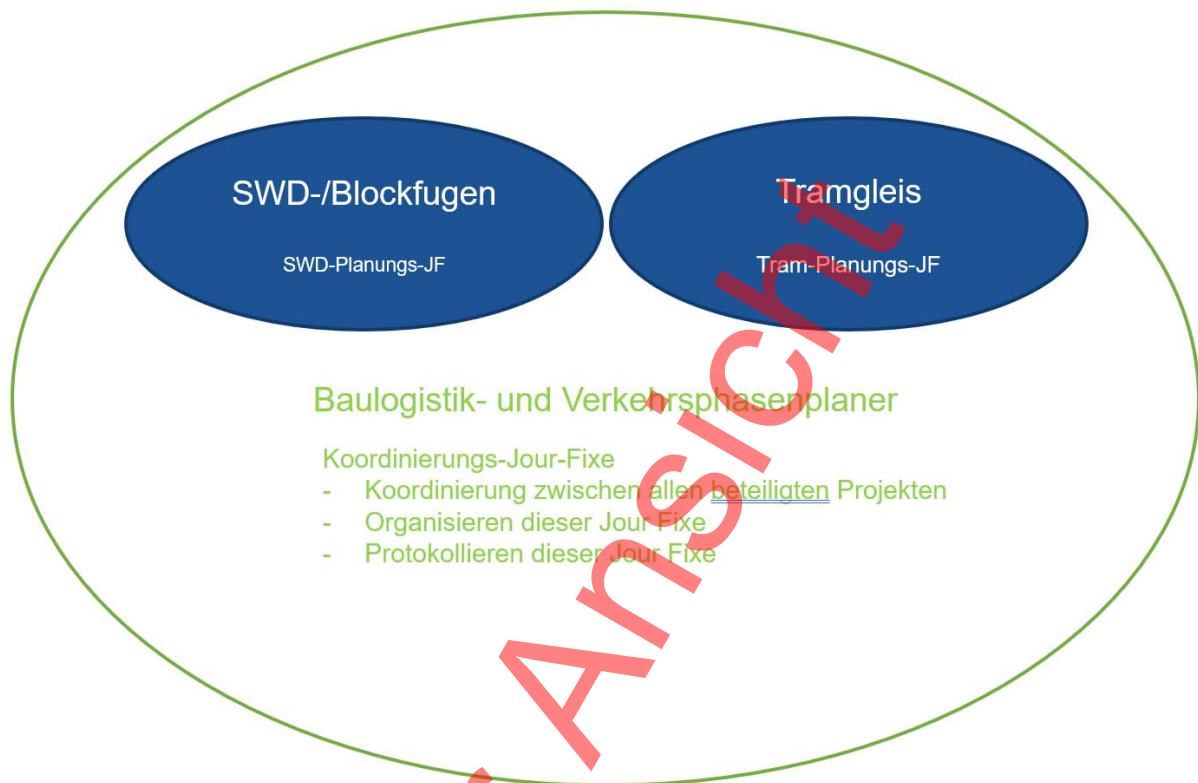 SWD-/Blockfugen
SWD-Planungs-JF
Tramgleis
Tram-Planungs-JF
Baulogistik- und Verkehrsphasenplaner
Koordinierungs-Jour-Fixe
- Koordinierung zwischen allen beteiligten Projekten
- Organisieren dieser Jour Fixe
- Protokollieren dieser Jour Fixe
Ansicht